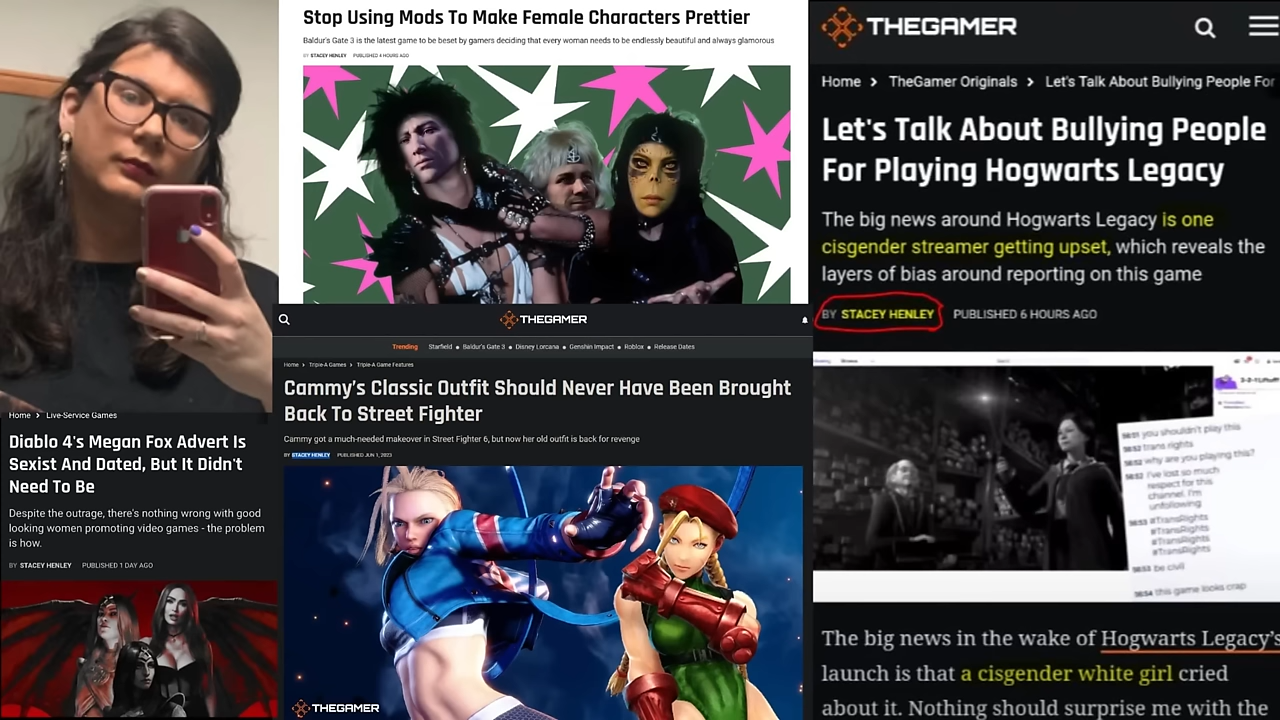 Stop Using Mods To Make Female Characters Prettier
Baldur's Gate 3 is the latest game to be beset by gamers deciding that every woman needs to be endlessly beautiful and always glamorous
BY STACEY HENLEY PUBLISHED 4 HOURS AGO
THEGAMER
Trending Starfield Baldur's Gate 3 Disney Lorcana Genshin Impact Roblox Release Dates
Home > Triple-A Games > Triple-A Game Features
Cammy's Classic Outfit Should Never Have Been Brought
Back To Street Fighter
Cammy got a much-needed makeover in Street Fighter 6, but now her old outfit is back for revenge
BY STACEY HENLEY PUBLISHED JUN 1, 2023
THEGAMER
Home > Live-Service Games
Diablo 4's Megan Fox Advert Is
Sexist And Dated, But It Didn't
Need To Be
Despite the outrage, there's nothing wrong with good
looking women promoting video games - the problem
is how.
BY STACEY HENLEY PUBLISHED 1 DAY AGO
THEGAMER
Home > TheGamer Originals > Let's Talk About Bullying People For
Let's Talk About Bullying People
For Playing Hogwarts Legacy
The big news around Hogwarts Legacy is one
cisgender streamer getting upset, which reveals the
layers of bias around reporting on this game
BY STACEY HENLEY PUBLISHED 6 HOURS AGO
you shouldn't play this
trans rights
why are you playing this?
I've lost so much
respect for this
channel. I'm
unfollowing
#TransRights
#TransRights
#TransRights
#TransRights
be civil
this game looks crap
The big news in the wake of Hogwarts Legacy's
launch is that a cisgender white girl cried
about it. Nothing should surprise me with the